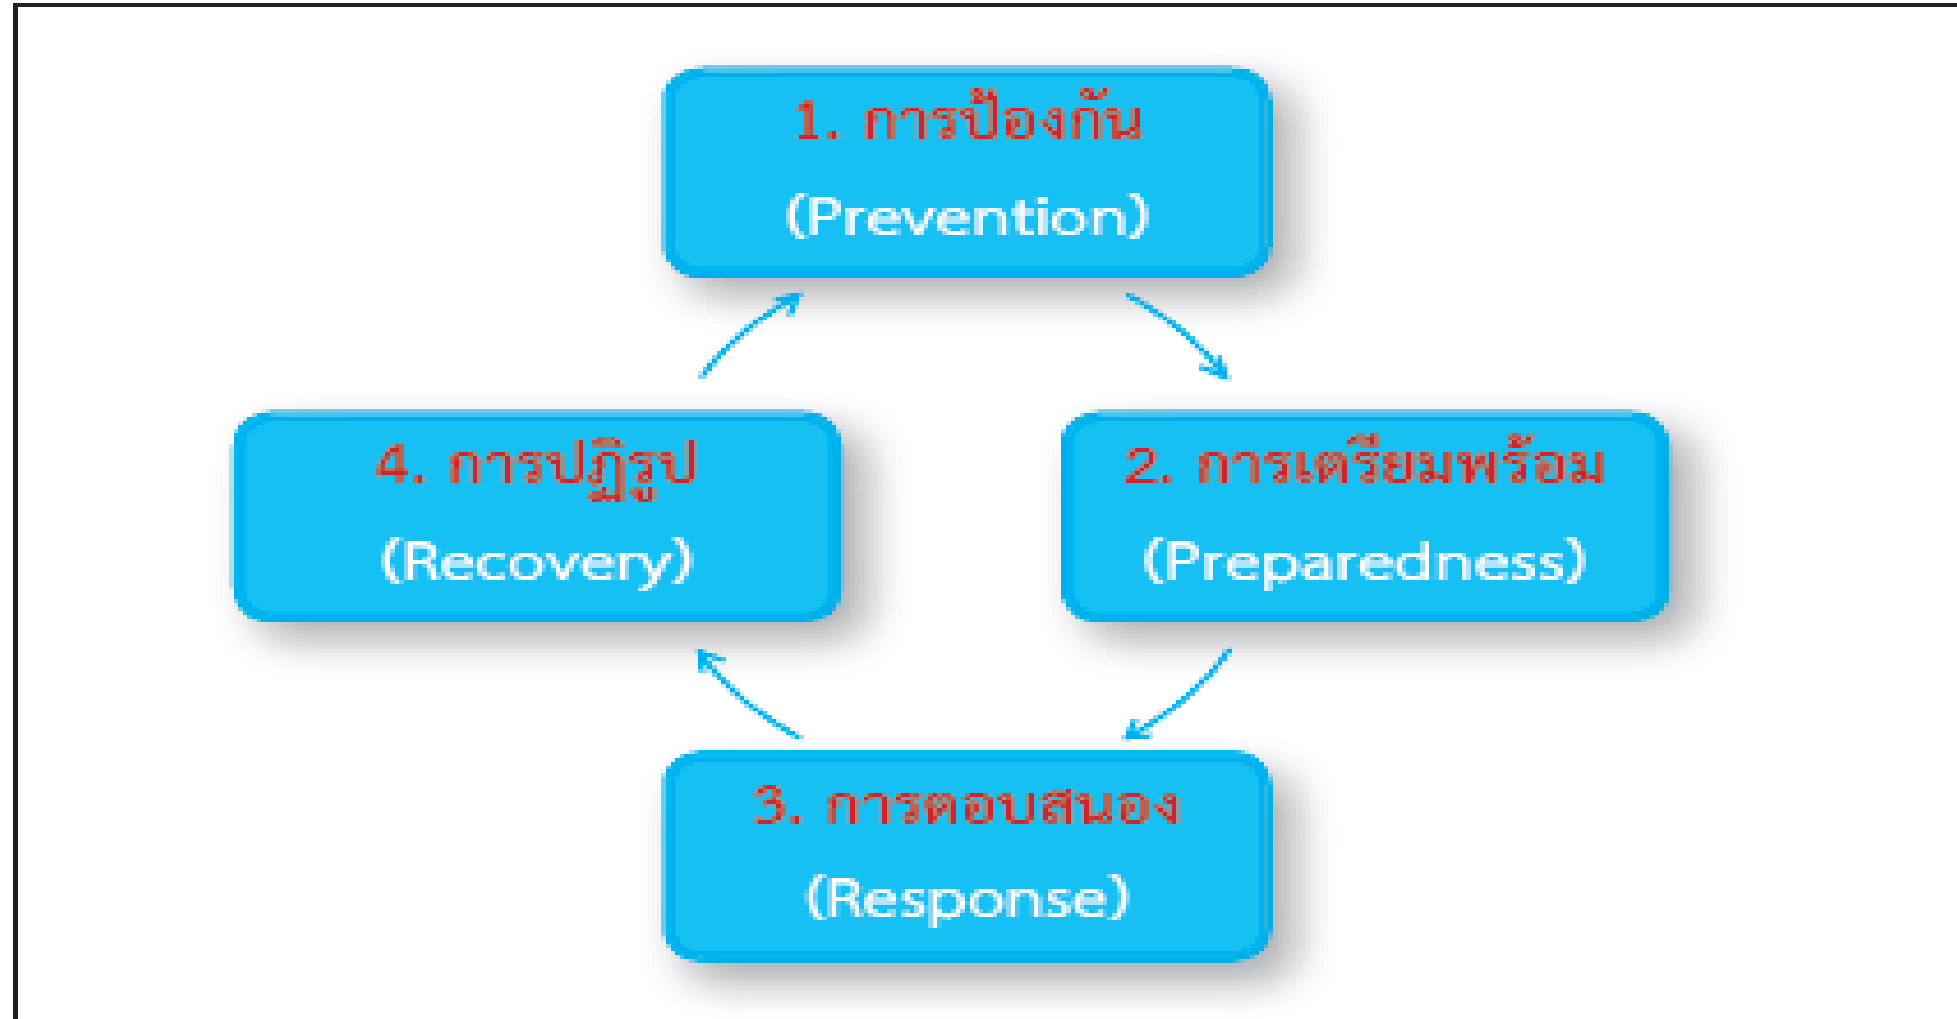 1. การป้องกัน
(Prevention)
2. การเตรียมพร้อม
(Preparedness)
3. การตอบสนอง
(Response)
4. การปฏิรูป
(Recovery)